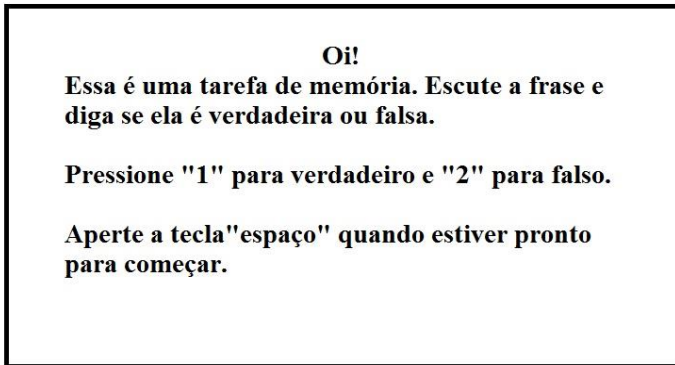 Oi!
Essa é uma tarefa de memória. Escute a frase e
diga se ela é verdadeira ou falsa.
Pressione "1" para verdadeiro e "2" para falso.
Aperte a tecla"espaço" quando estiver pronto
para começar.